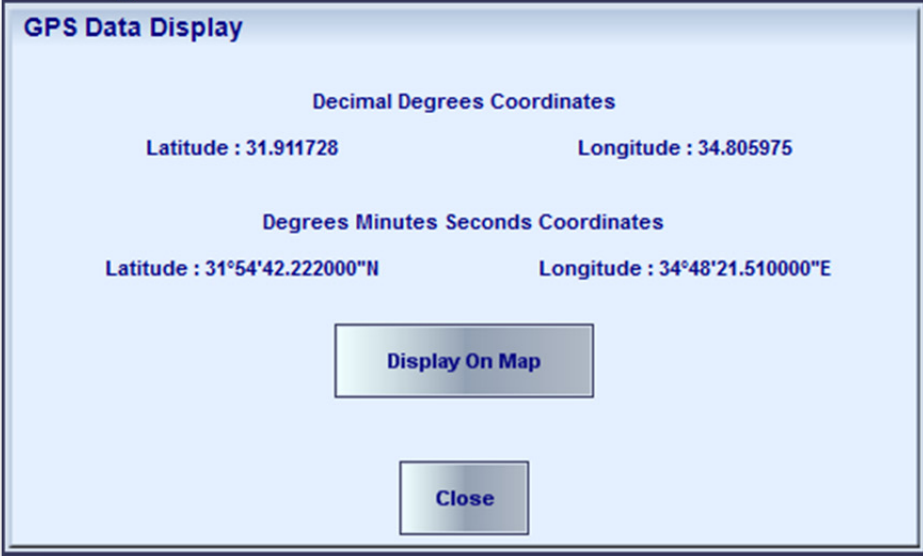 GPS Data Display
Decimal Degrees Coordinates
Latitude : 31.911728 Longitude : 34.805975
Degrees Minutes Seconds Coordinates
Latitude : 31°54'42.222000"N Longitude : 34°48'21.510000"E
Display On Map
Close